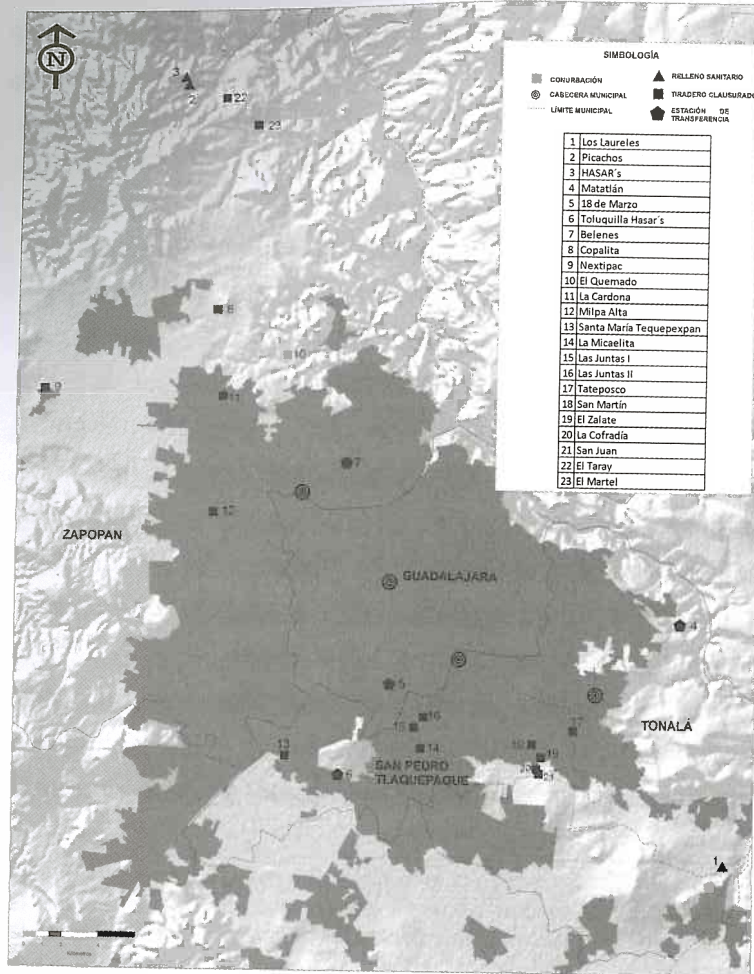 N
SIMBOLOGÍA
CONURBACIÓN
CABECERA MUNICIPAL
LÍMITE MUNICIPAL
RELLENO SANITARIO
TIRADERO CLAUSURADO
ESTACIÓN DE
TRANSFERENCIA
1 Los Laureles
2 Picachos
3 HASAR´s
4 Matatlán
5 18 de Marzo
6 Toluquilla Hasar´s
7 Belenes
8 Copalita
9 Nextipac
10 El Quemado
11 La Cardona
12 Milpa Alta
13 Santa María Tequepexpan
14 La Micaelita
15 Las Juntas I
16 Las Juntas II
17 Tateposco
18 San Martín
19 El Zalate
20 La Cofradía
21 San Juan
22 El Taray
23 El Martel
3
2
22
23
8
10
9
11
7
12
ZAPOPAN
GUADALAJARA
4
5
16
15
17
TONALÁ
13
14
18
19
SAN PEDRO
TLAQUEPAQUE
6
20
21
1